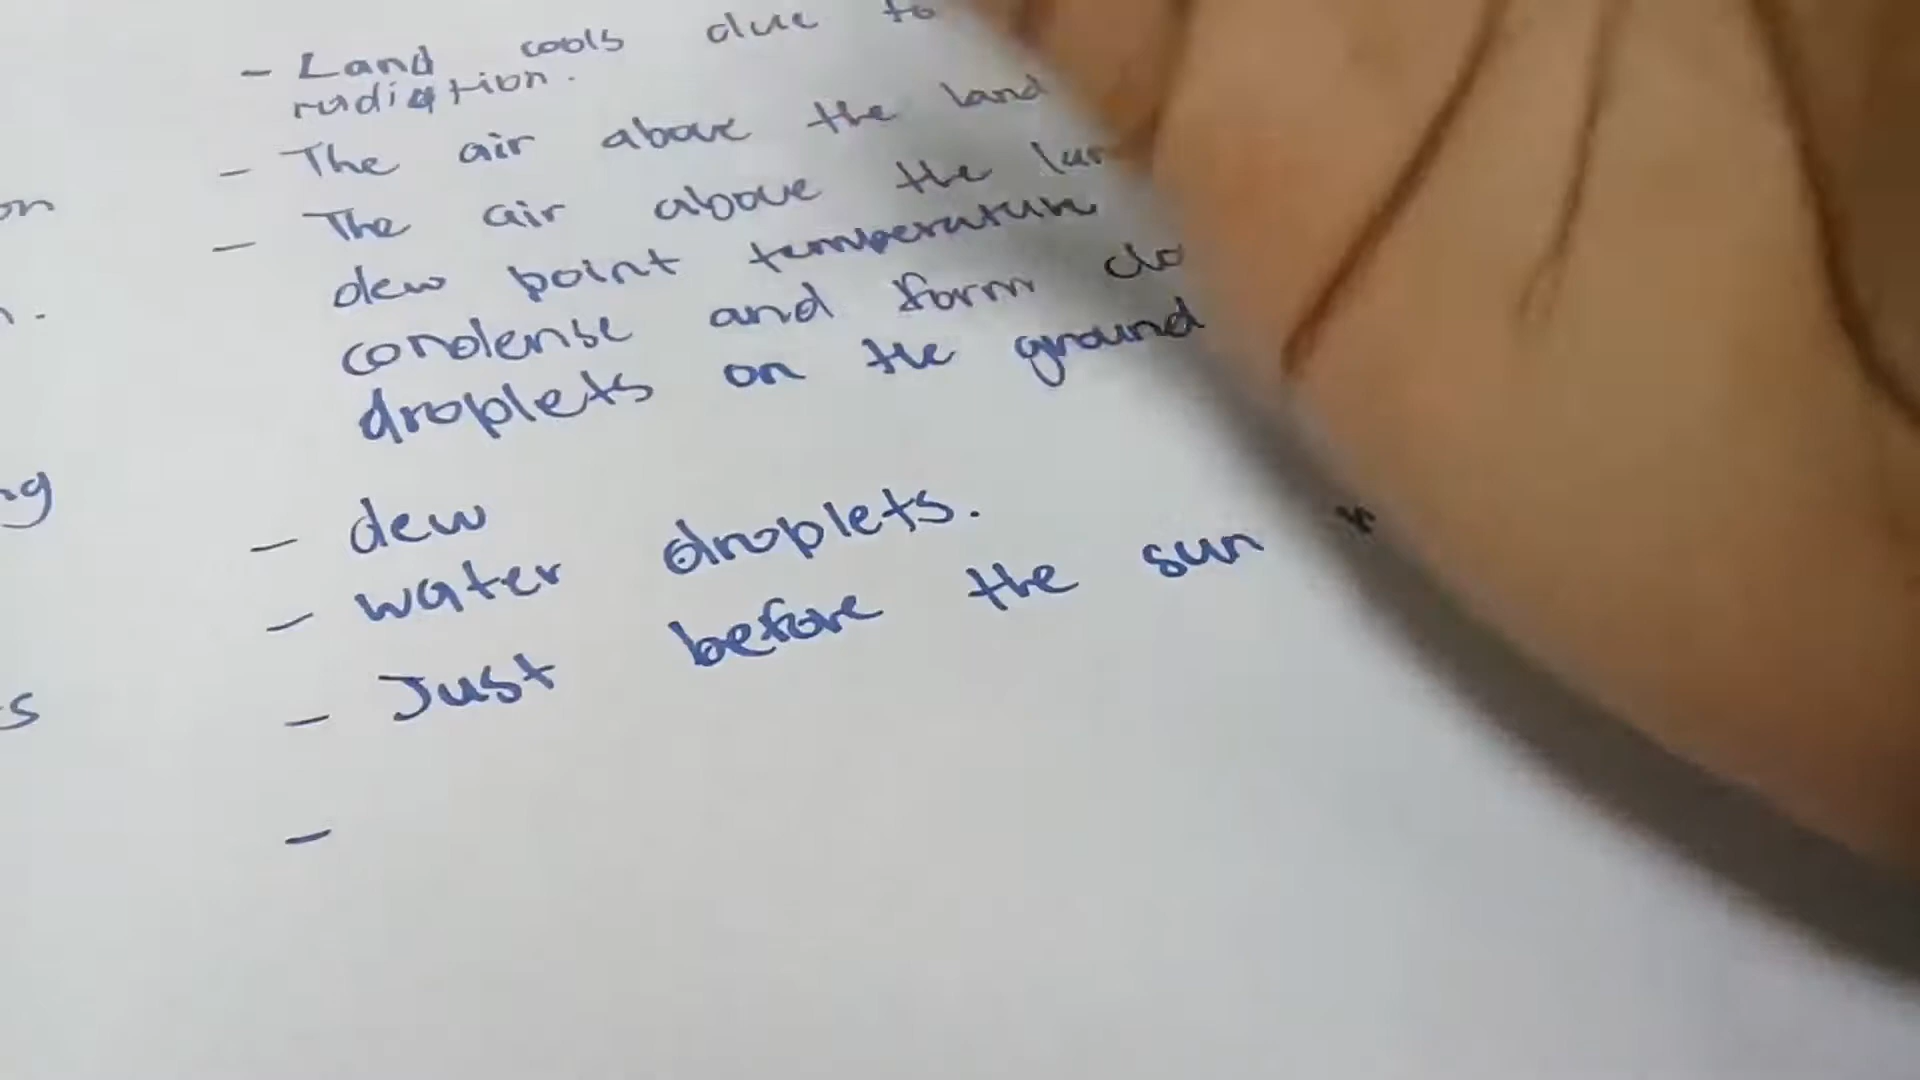 - Land cools due to
radiation.
- The air above the land
- The air above the
dew point temperature
condense and form
droplets on the ground
- dew
- water droplets.
- Just before the sun
-
on